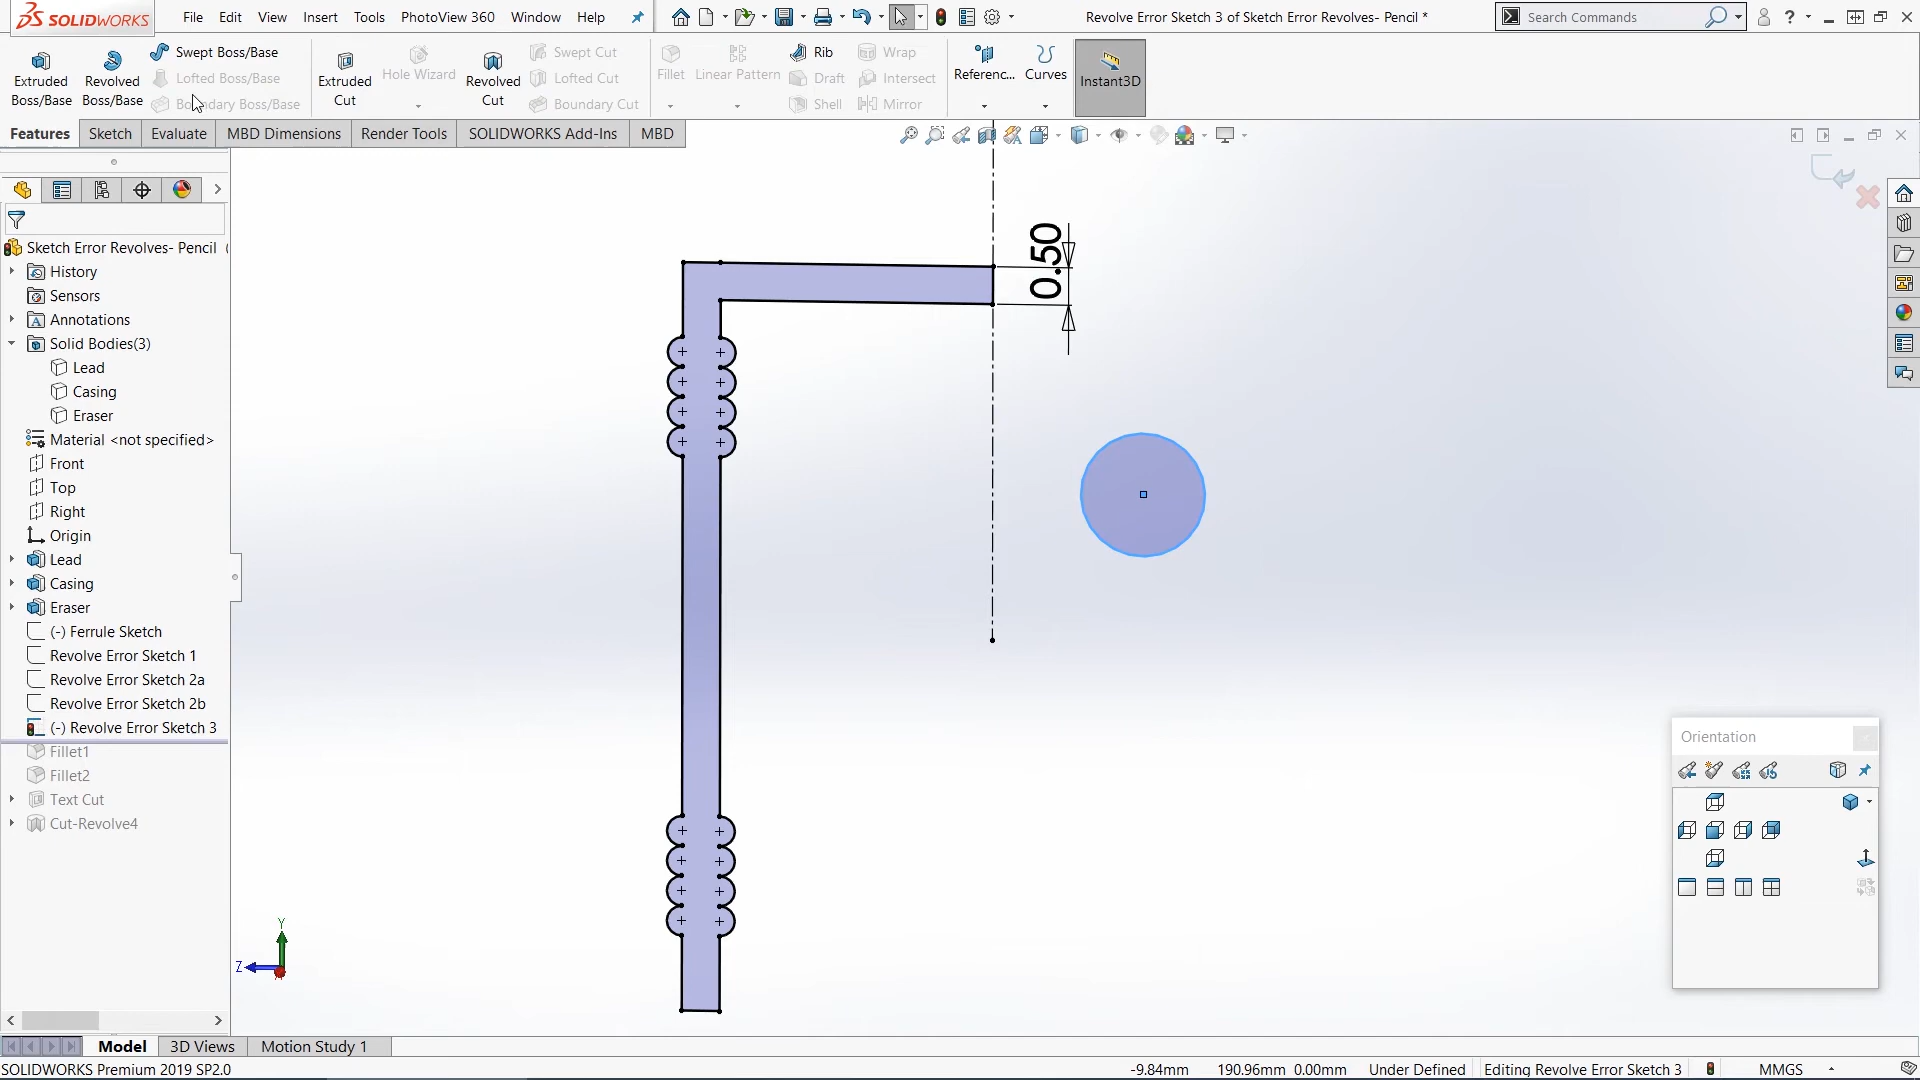 SOLIDWORKS File Edit View Insert Tools PhotoView 360 Window Help Revolve Error Sketch 3 of Sketch Error Revolves- Pencil * Search Commands ?
Extruded Boss/Base
Revolved Boss/Base
Swept Boss/Base
Lofted Boss/Base
Boundary Boss/Base
Extruded Cut
Hole Wizard
Revolved Cut
Swept Cut
Lofted Cut
Boundary Cut
Fillet
Linear Pattern
Rib
Draft
Shell
Wrap
Intersect
Mirror
Referenc...
Curves
Instant3D
Features Sketch Evaluate MBD Dimensions Render Tools SOLIDWORKS Add-Ins MBD
Sketch Error Revolves- Pencil (
History
Sensors
Annotations
Solid Bodies(3)
Lead
Casing
Eraser
Material <not specified>
Front
Top
Right
Origin
Lead
Casing
Eraser
(-) Ferrule Sketch
Revolve Error Sketch 1
Revolve Error Sketch 2a
Revolve Error Sketch 2b
(-) Revolve Error Sketch 3
Fillet1
Fillet2
Text Cut
Cut-Revolve4
0.50
Orientation
Y
Z
Model 3D Views Motion Study 1
SOLIDWORKS Premium 2019 SP2.0 -9.84mm 190.96mm 0.00mm Under Defined Editing Revolve Error Sketch 3 MMGS